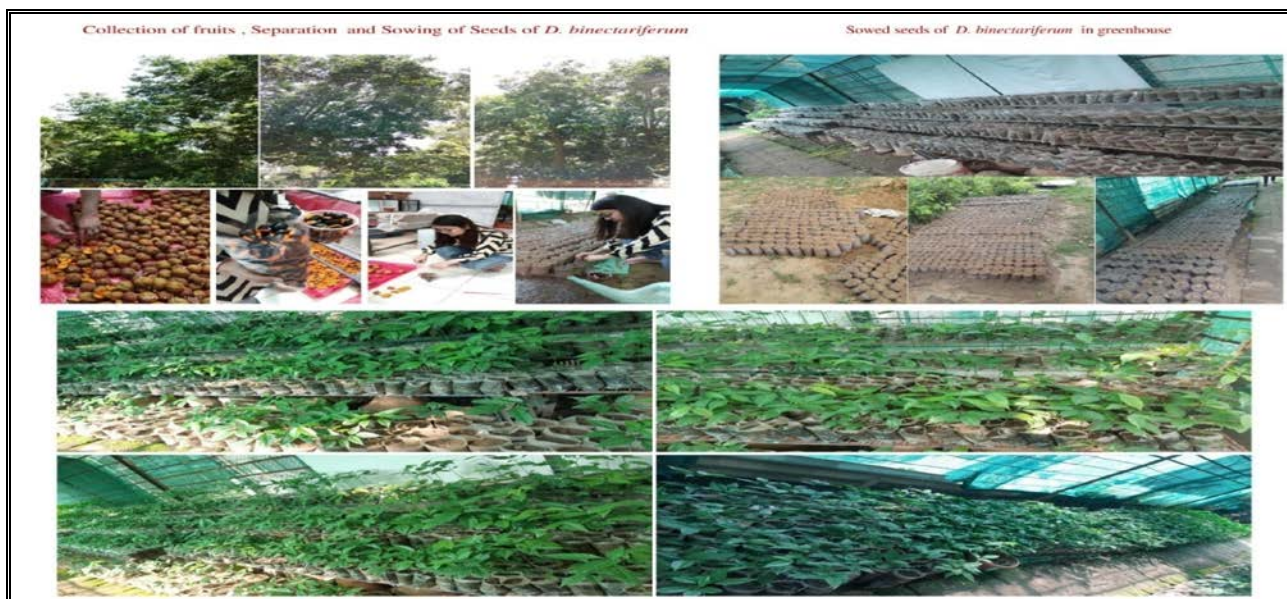 Collection of fruits , Separation and Sowing of Seeds of D. binectariferum
Sowed seeds of D. binectariferum in greenhouse